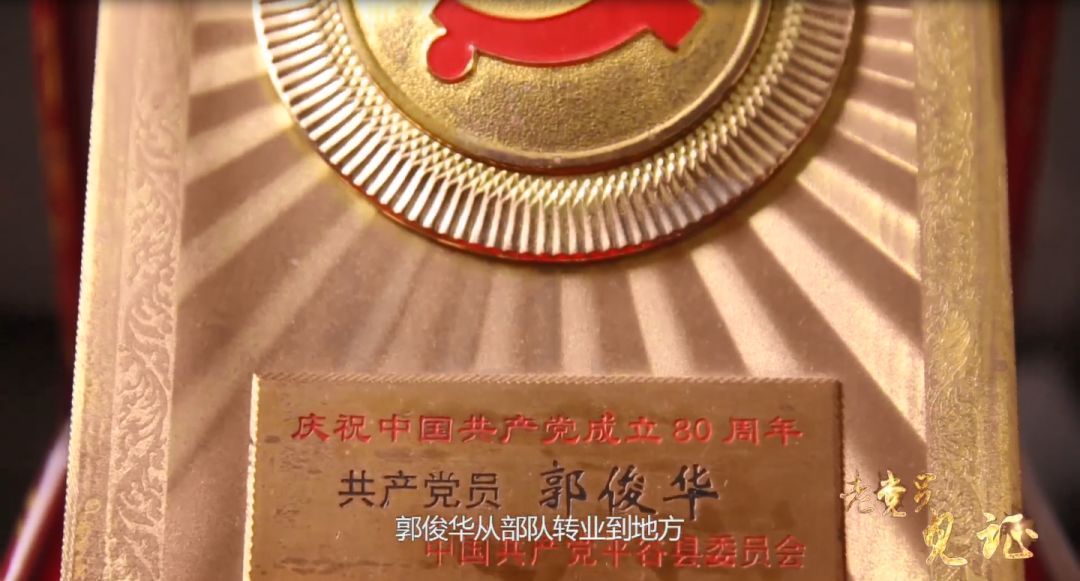 庆祝中国共产党成立80周年
共产党员 郭俊华
郭俊华从部队转业到地方
中国共产党平谷县委员会
老党员
见证